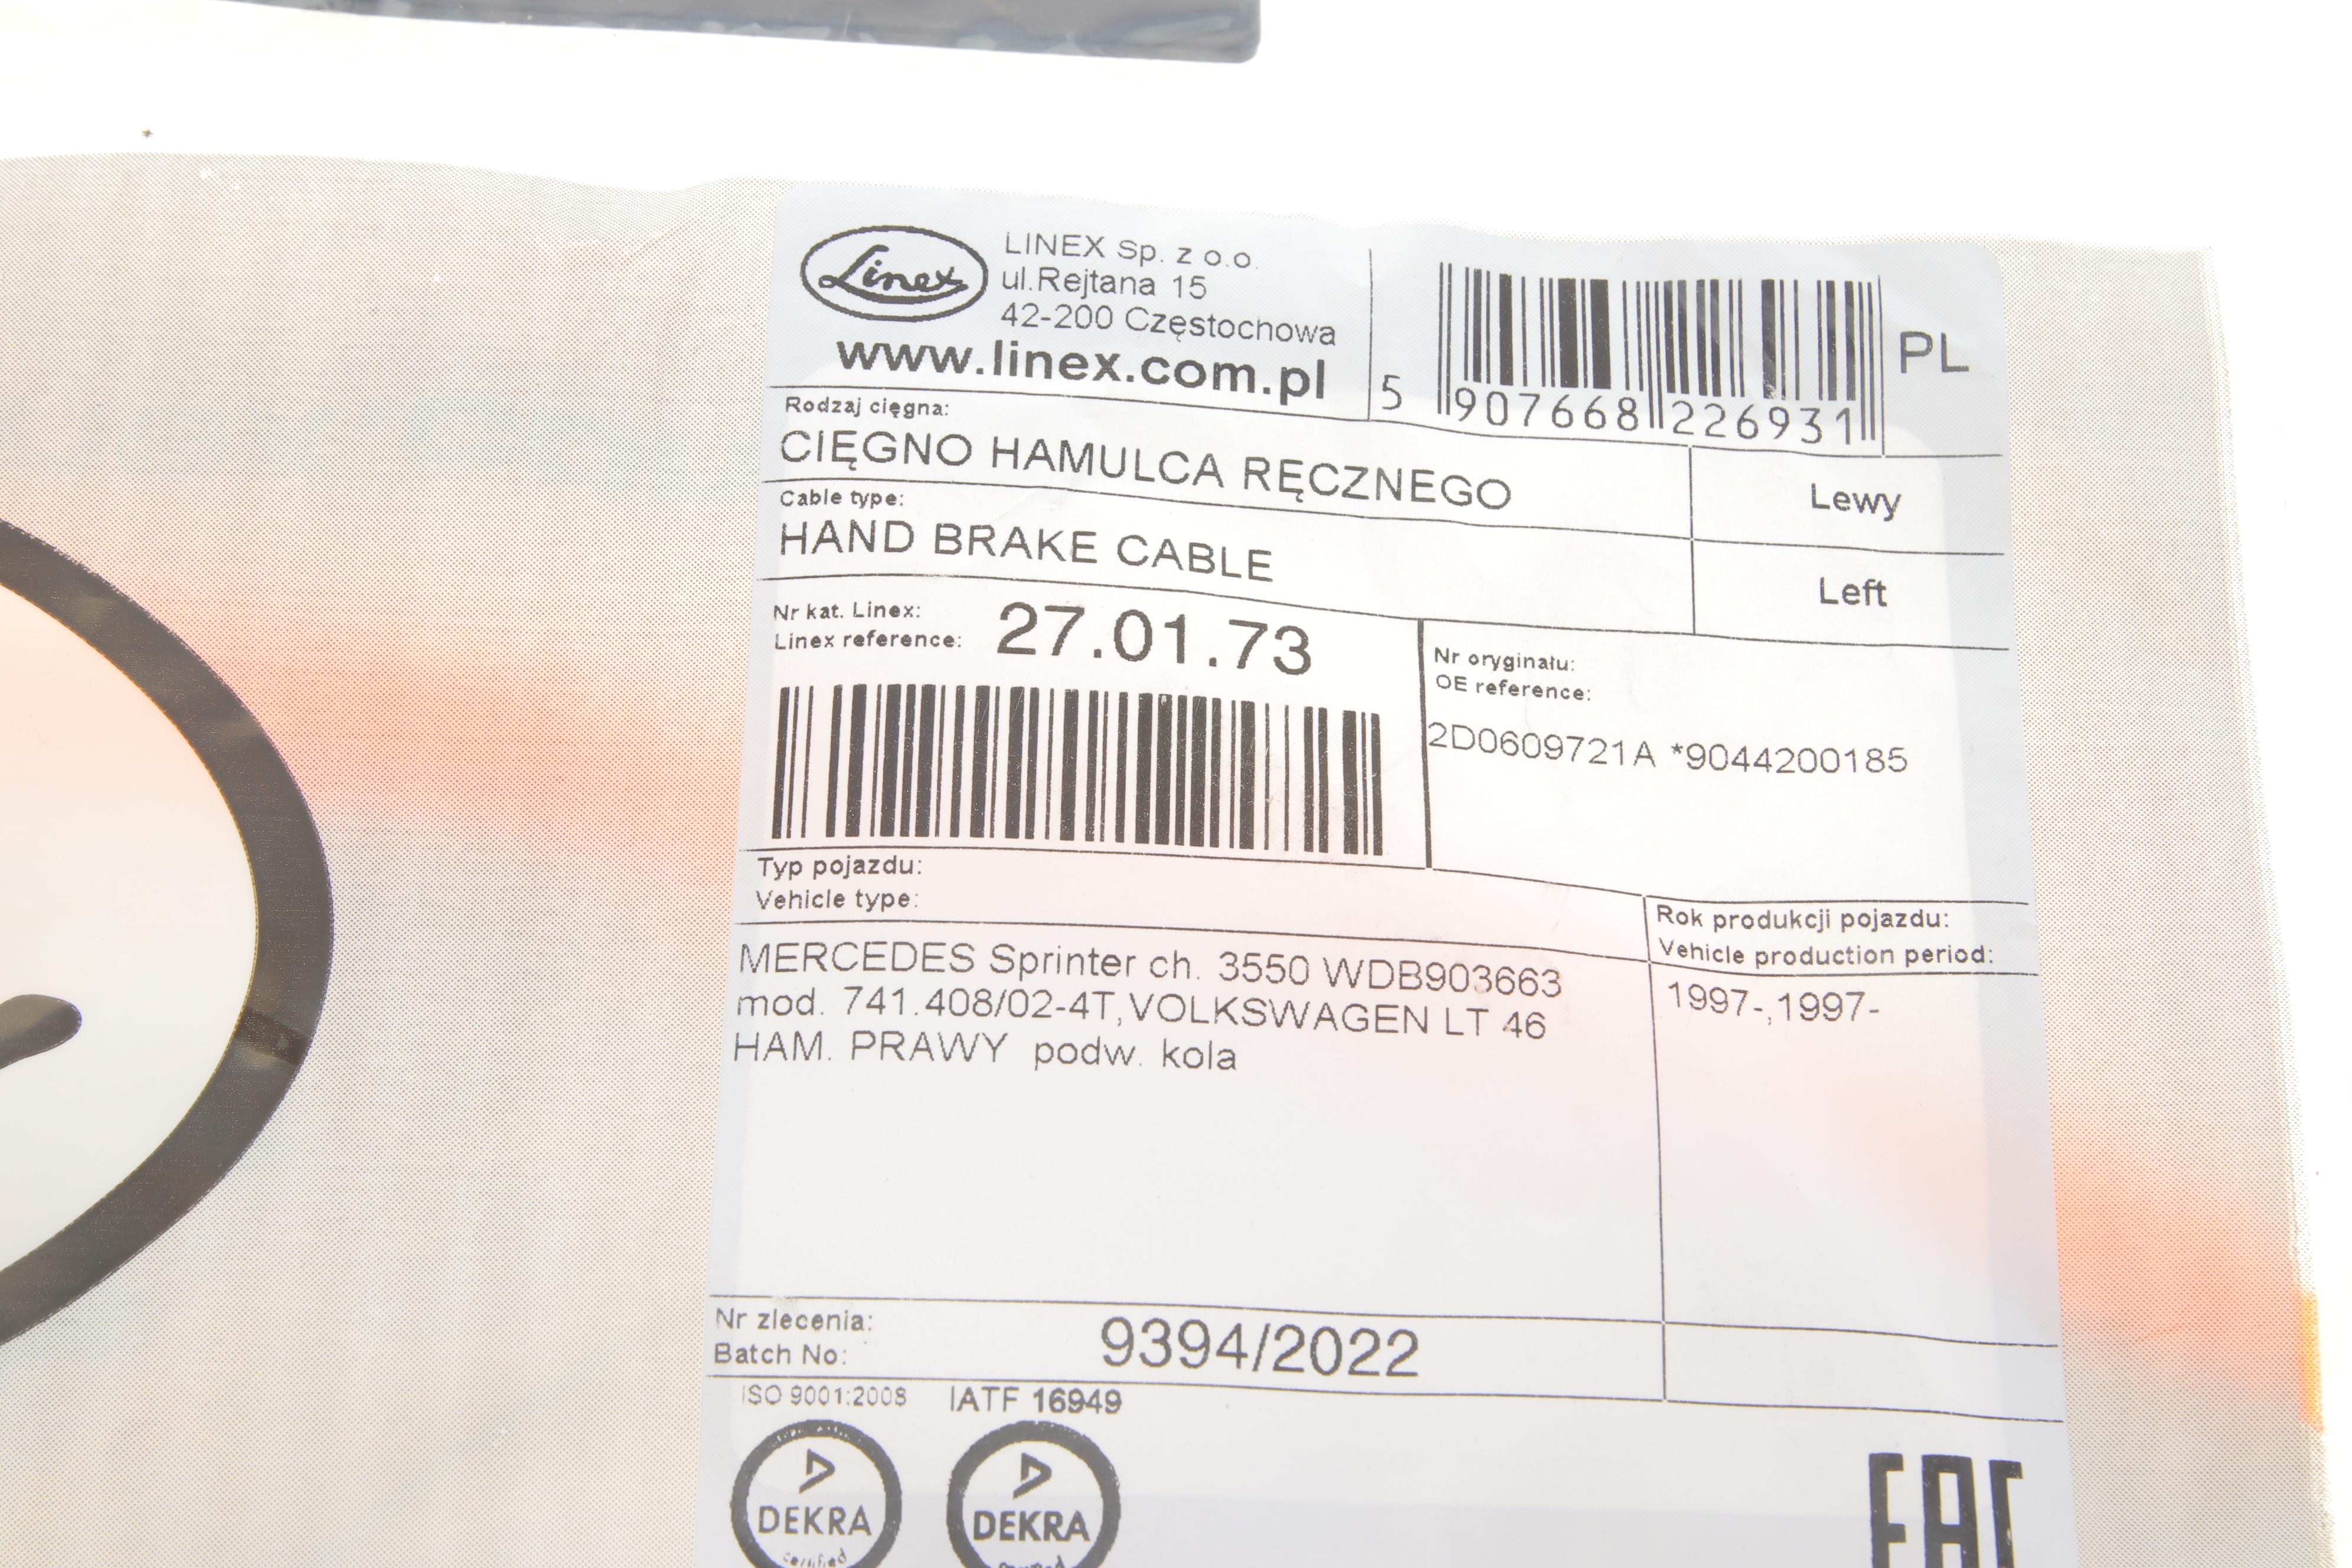 Linex
LINEX Sp. z o.o.
ul.Rejtana 15
42-200 Częstochowa
www.linex.com.pl
5 907668 226931
PL
Rodzaj cięgna:
CIĘGNO HAMULCA RĘCZNEGO
Lewy
Cable type:
HAND BRAKE CABLE
Left
Nr kat. Linex:
Linex reference:
27.01.73
Nr oryginału:
OE reference:
2D0609721A *9044200185
Typ pojazdu:
Vehicle type:
Rok produkcji pojazdu:
Vehicle production period:
MERCEDES Sprinter ch. 3550 WDB903663
mod. 741.408/02-4T,VOLKSWAGEN LT 46
HAM. PRAWY podw. kola
1997-,1997-
Nr zlecenia:
Batch No:
9394/2022
ISO 9001:2008
IATF 16949
DEKRA
certified
DEKRA
EAC